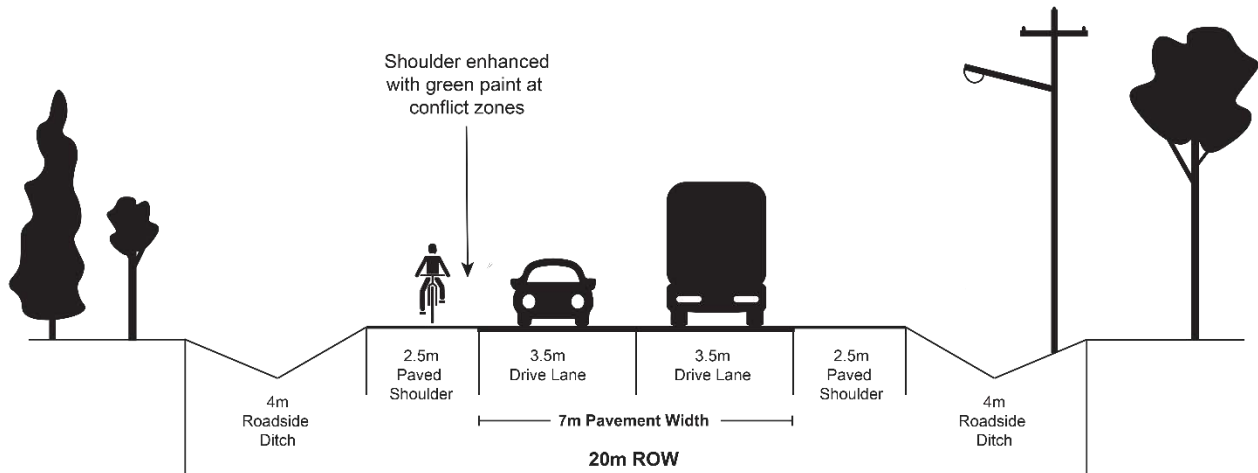 Shoulder enhanced
with green paint at
conflict zones
4m
Roadside
Ditch
2.5m
Paved
Shoulder
3.5m
Drive Lane
3.5m
Drive Lane
2.5m
Paved
Shoulder
4m
Roadside
Ditch
7m Pavement Width
20m ROW